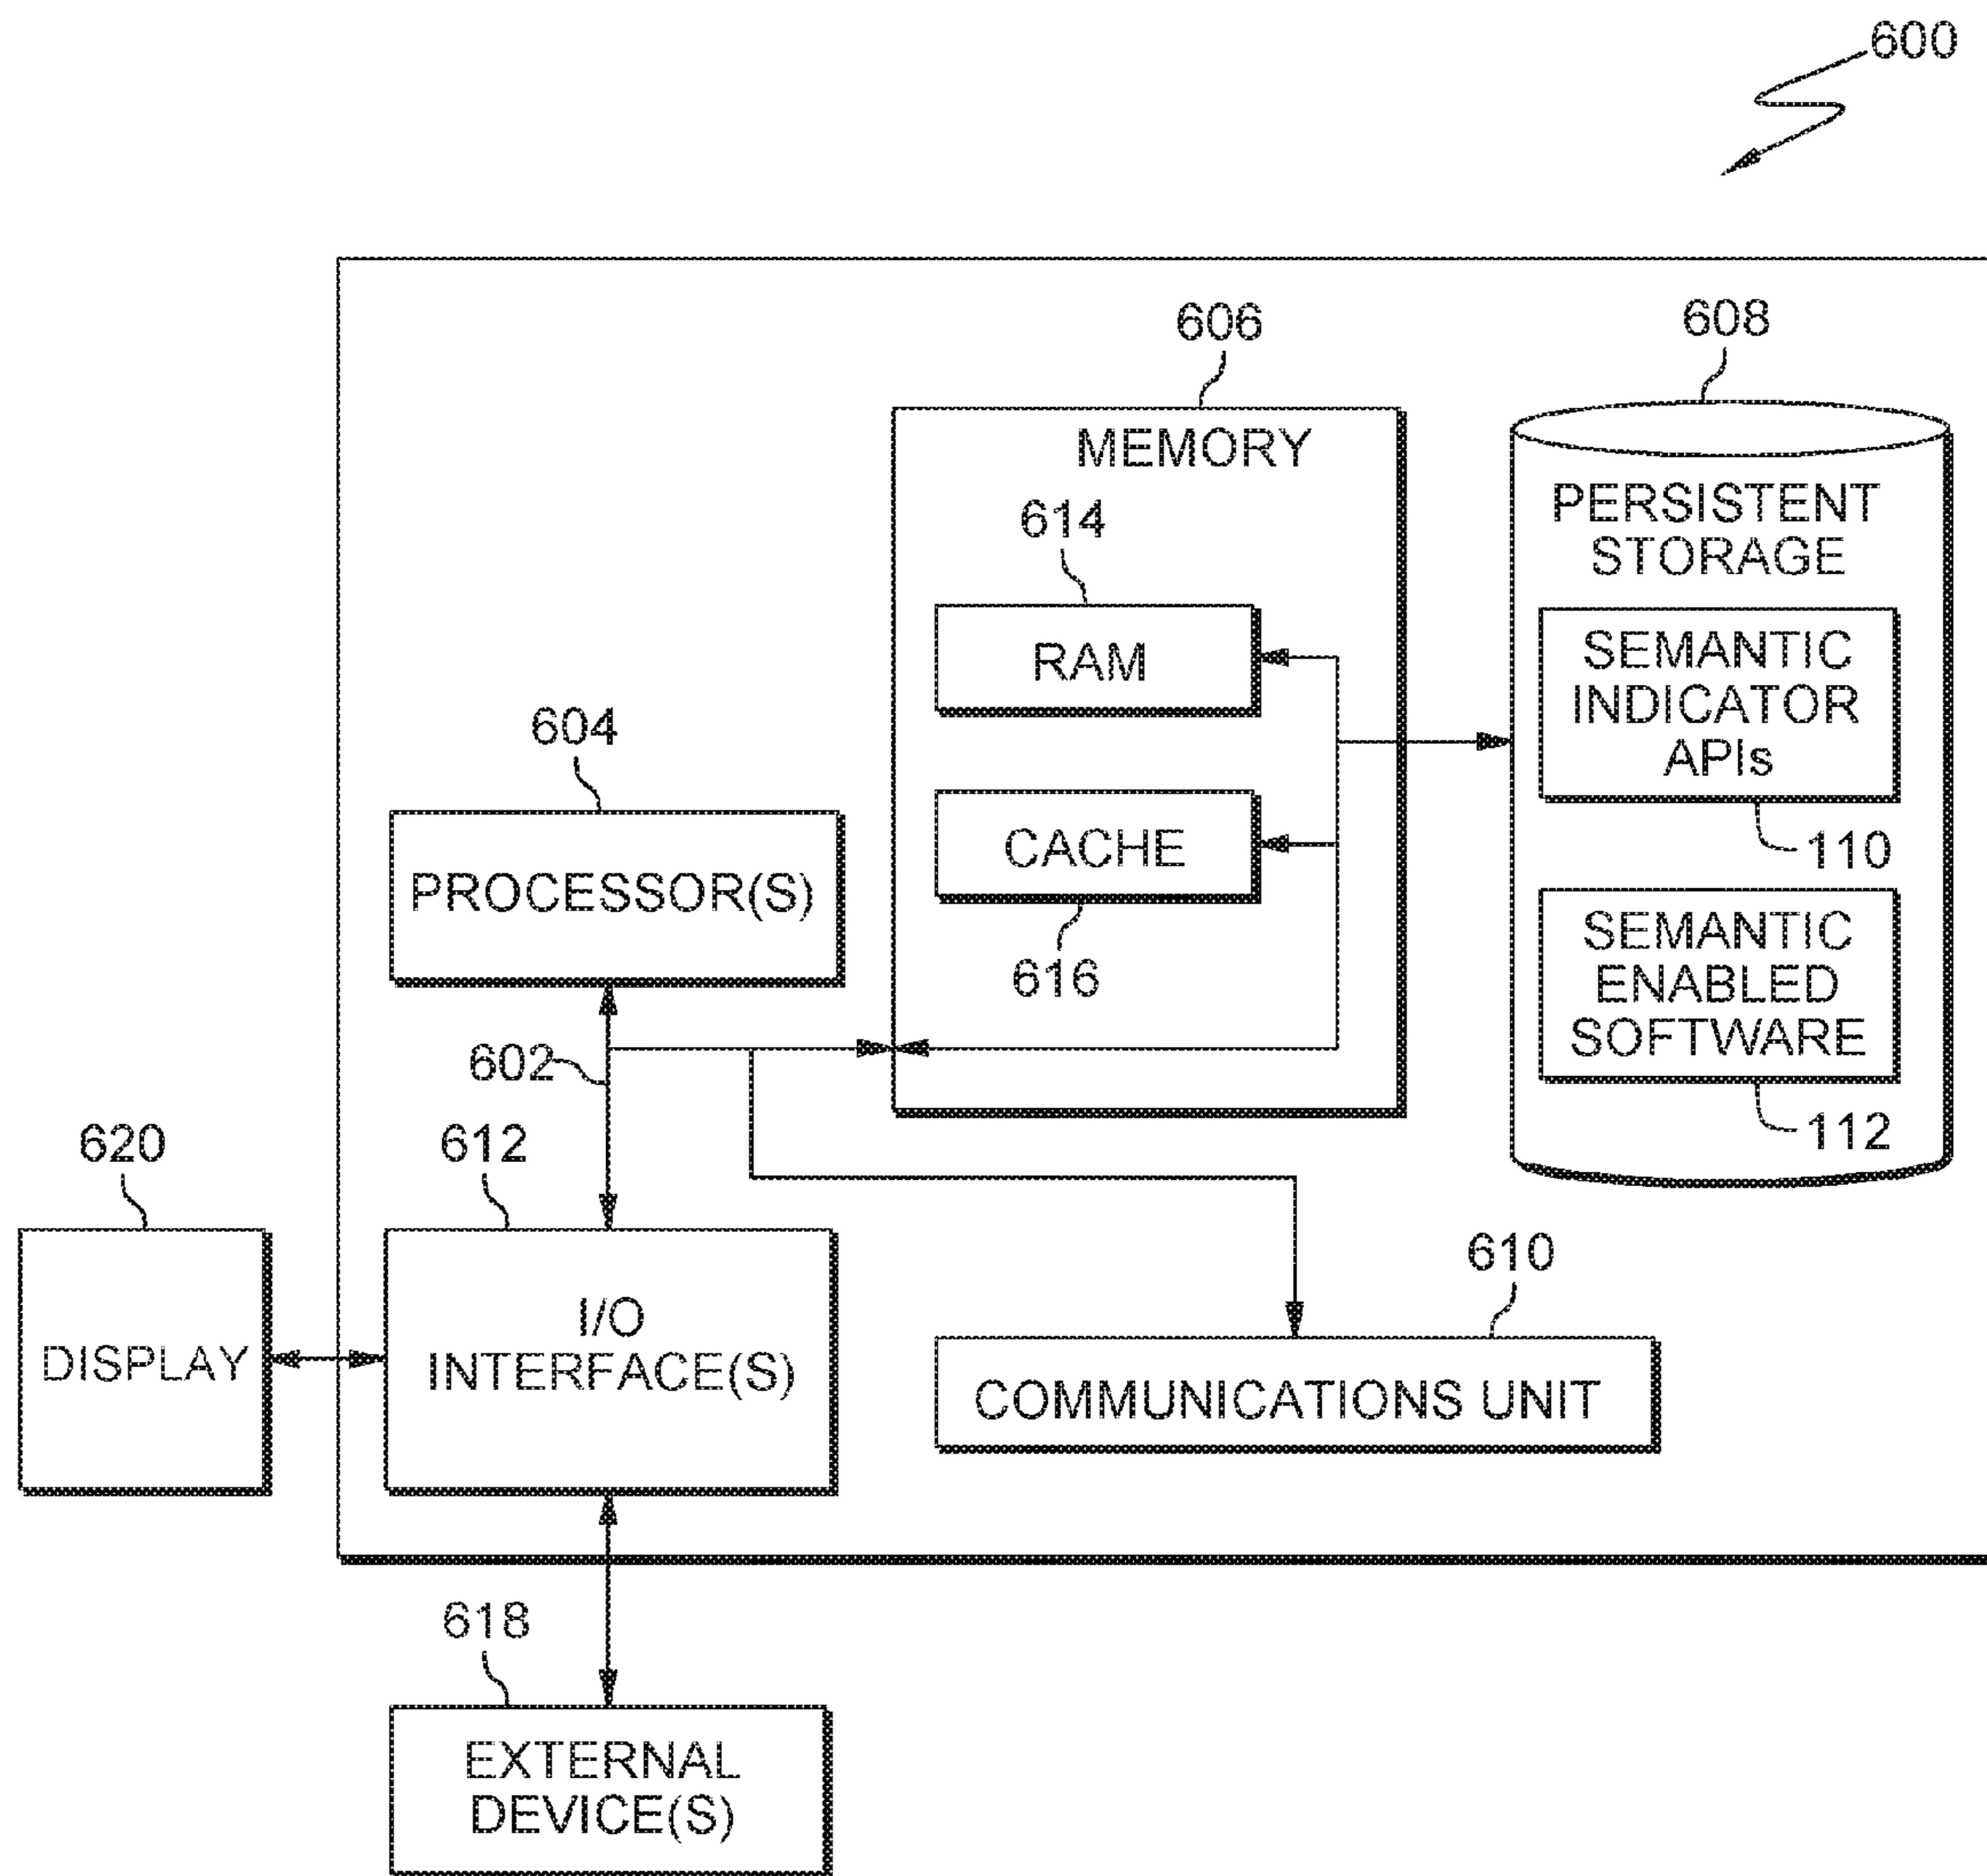 600
606
608
MEMORY
PERSISTENT
STORAGE
614
RAM
SEMANTIC
INDICATOR
APIs
604
110
CACHE
PROCESSOR(S)
616
SEMANTIC
ENABLED
SOFTWARE
602
112
620
612
610
DISPLAY
I/O
INTERFACE(S)
COMMUNICATIONS UNIT
618
EXTERNAL
DEVICE(S)